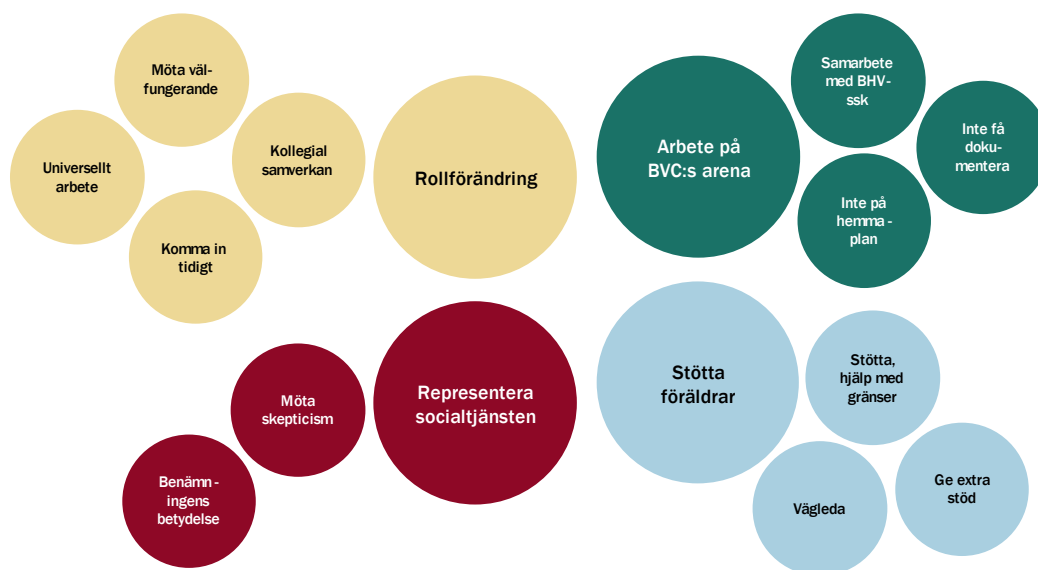 Möta väl-
fungerande
Universellt
arbete
Kollegial
samverkan
Komma in
tidigt
Rollförändring
Arbete på
BVC:s arena
Samarbete
med BHV-
ssk
Inte få
doku-
mentera
Inte på
hemma-
plan
Möta
skepticism
Benämn-
ingens
betydelse
Representera
socialtjänsten
Stötta
föräldrar
Stötta,
hjälp med
gränser
Vägleda
Ge extra
stöd